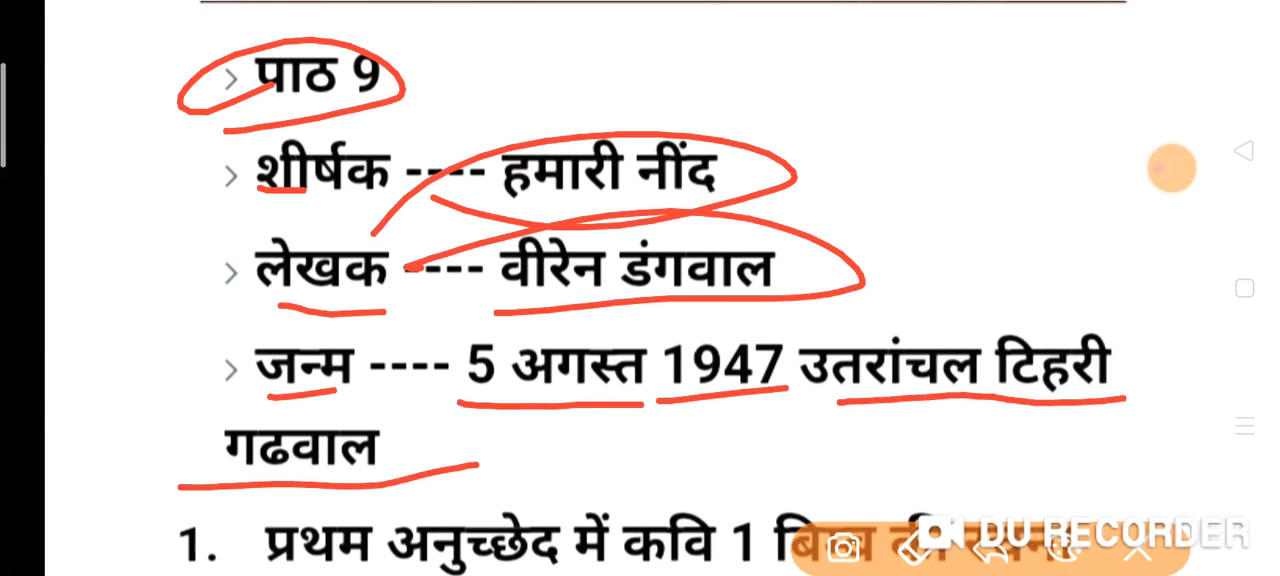 > पाठ 9
> शीर्षक ---- हमारी नींद
> लेखक ---- वीरेन डंगवाल
> जन्म ---- 5 अगस्त 1947 उतरांचल टिहरी
गढवाल
1. प्रथम अनुच्छेद में कवि 1
DU RECORDER